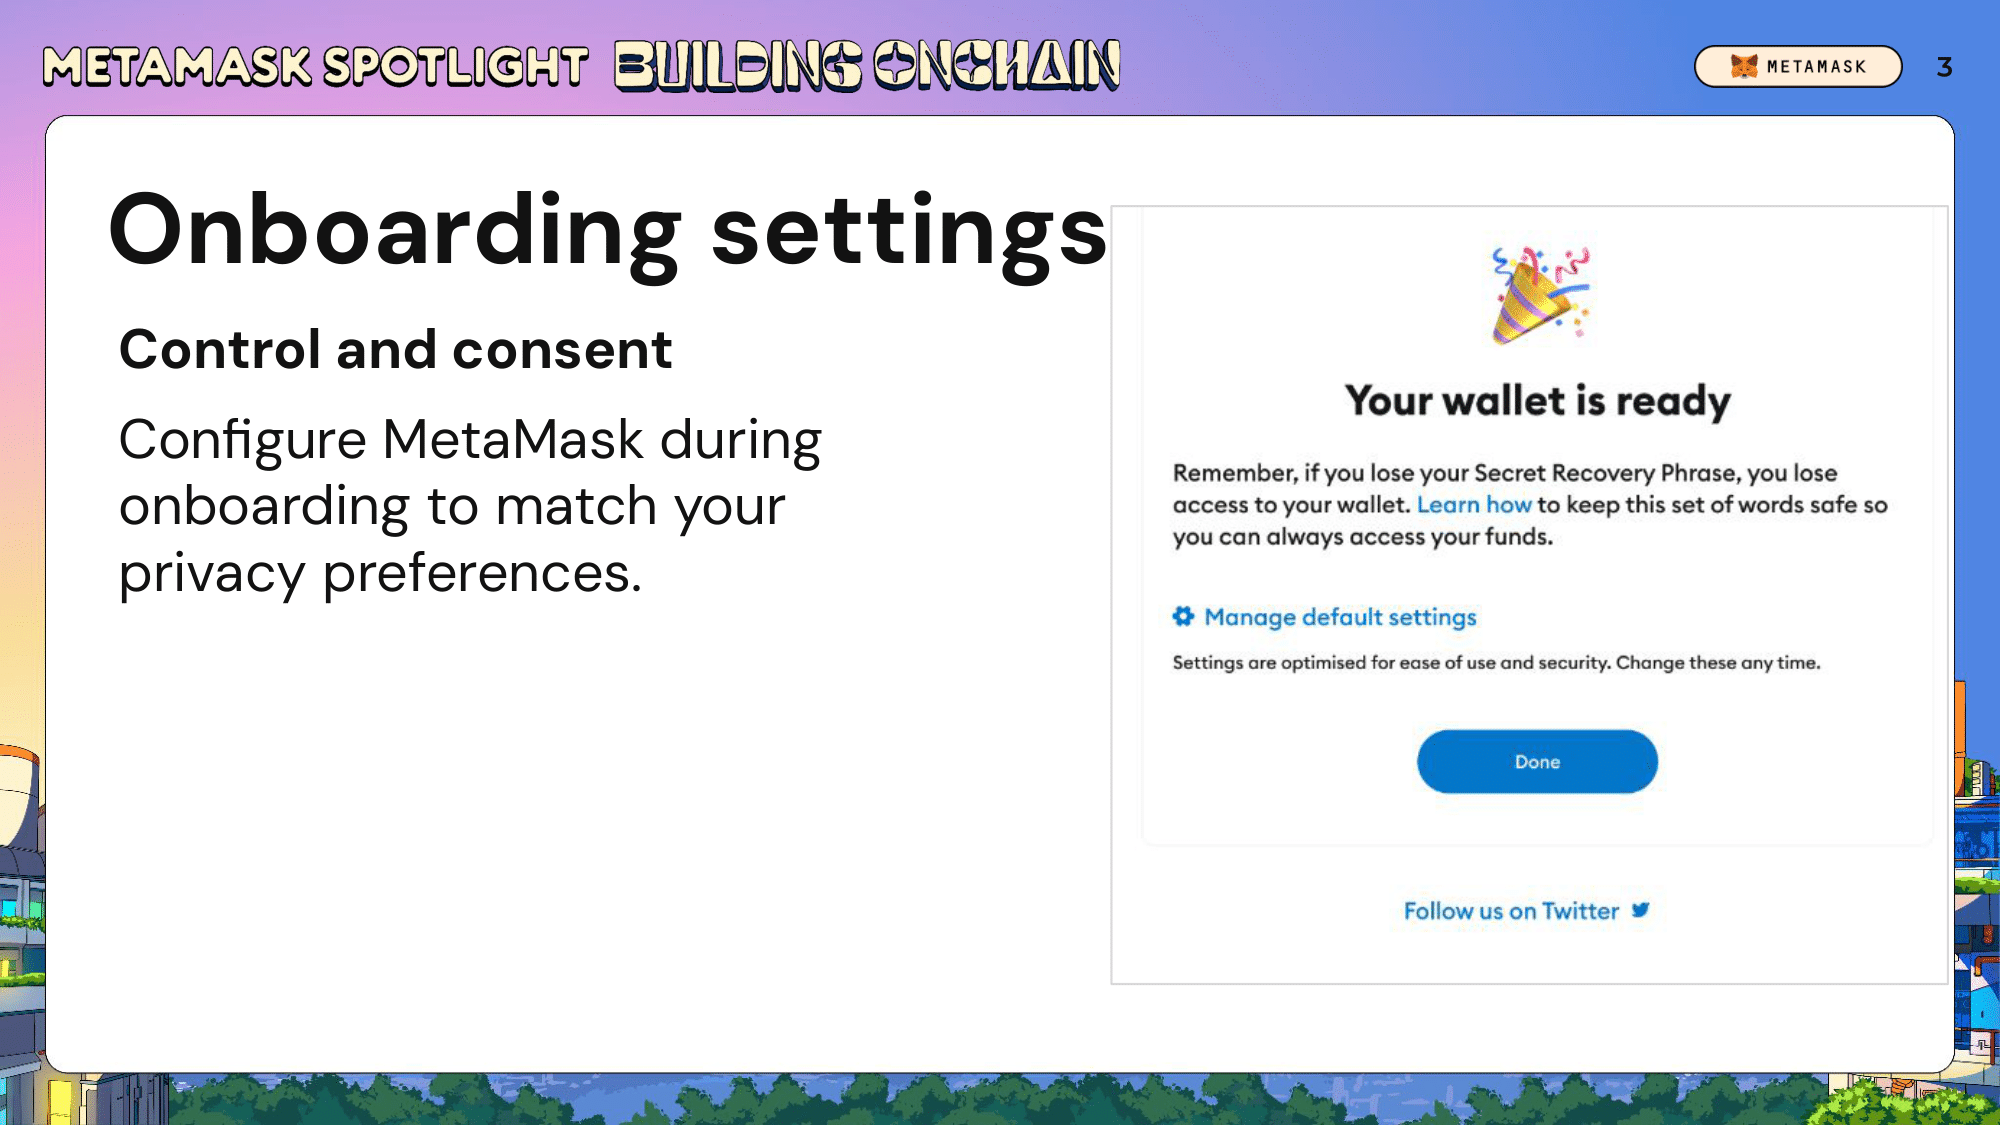 METAMASK SPOTLIGHT BUILDING ONCHAIN
METAMASK 3
Onboarding settings
Control and consent
Configure MetaMask during
onboarding to match your
privacy preferences.
Your wallet is ready
Remember, if you lose your Secret Recovery Phrase, you lose
access to your wallet. Learn how to keep this set of words safe so
you can always access your funds.
Manage default settings
Settings are optimised for ease of use and security. Change these any time.
Done
Follow us on Twitter